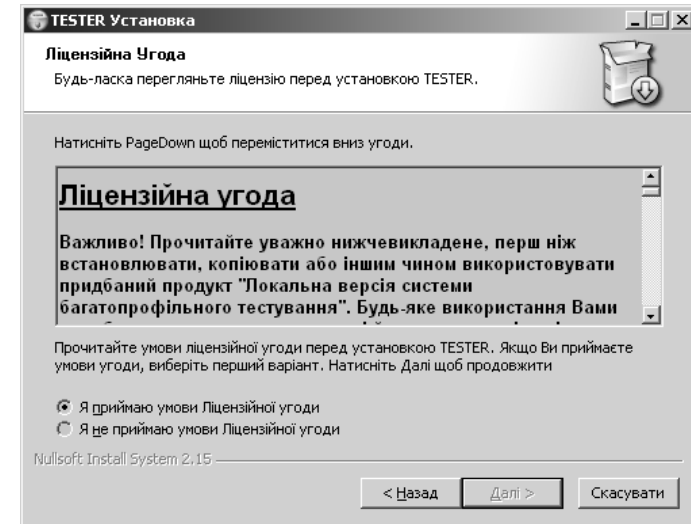 TESTER Установка
Ліцензійна Угода
Будь-ласка перегляньте ліцензію перед установкою TESTER.
Натисніть PageDown щоб переміститися вниз угоди.
Ліцензійна угода
Важливо! Прочитайте уважно нижчевикладене, перш ніж
встановлювати, копіювати або іншим чином використовувати
придбаний продукт "Локальна версія системи
багатопрофільного тестування". Будь-яке використання Вами
Прочитайте умови ліцензійної угоди перед установкою TESTER. Якщо Ви приймаєте
умови угоди, виберіть перший варіант. Натисніть Далі щоб продовжити
Я приймаю умови Ліцензійної угоди
Я не приймаю умови Ліцензійної угоди
Nullsoft Install System 2.15
< Назад
Далі >
Скасувати